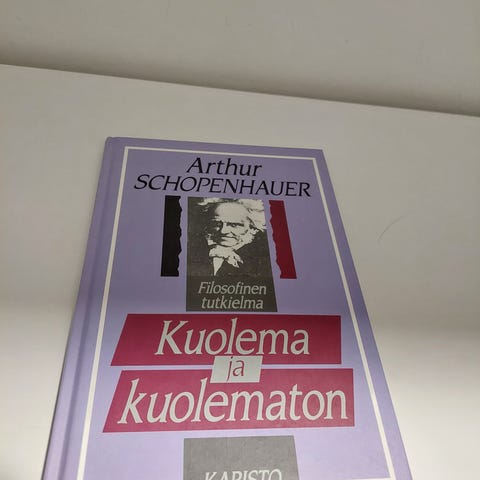 Arthur
SCHOPENHAUER
Filosofinen
tutkielma
Kuolema
ja
kuolematon
KARISTO